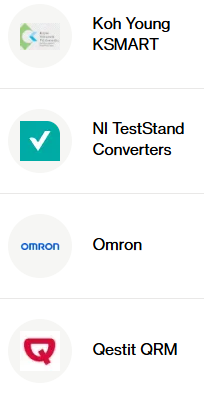 Koh Young
KSMART
NI TestStand
Converters
OMRON
Omron
Qestit QRM